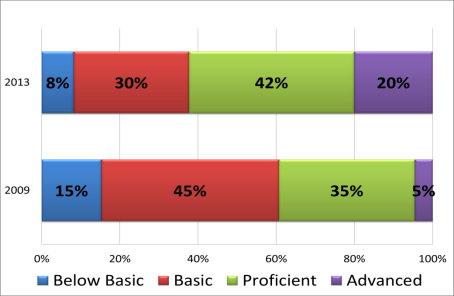 2013 8% 30% 42% 20%
2009 15% 45% 35% 5%
0% 20% 40% 60% 80% 100%
Below Basic Basic Proficient Advanced